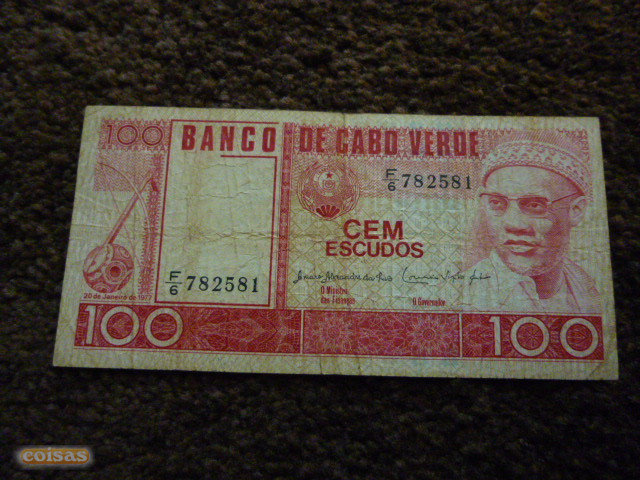 100 BANCO DE CABO VERDE
F/6 782581
CEM
ESCUDOS
F/6 782581
O Ministro
das Finanças
O Governador
20 de Janeiro de 1977
100 100
coisas